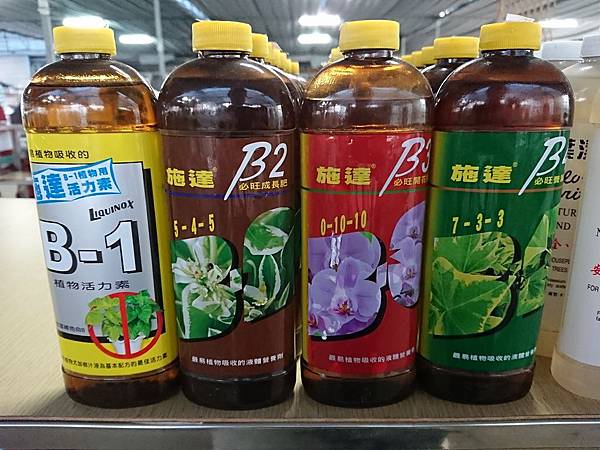 易植物吸收的
施達
B-1植物用
活力素
LIQUINOX
B-1
植物活力素
施達®
β2
必旺成長肥
5-4-5
最易植物吸收的液體營養劑
施達®
β3
必旺開花
0-10-10
最易植物吸收的液體營養
施達®
必旺
7-3-3
最易植物吸收的液體營養劑